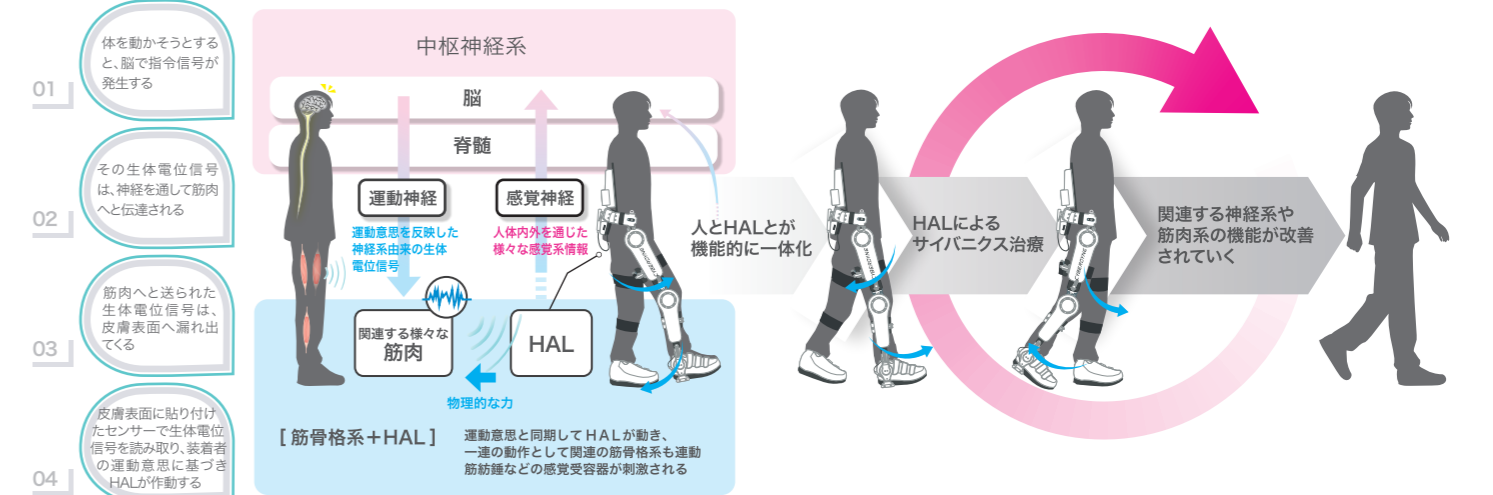 01
体を動かそうとする
と、脳で指令信号が
発生する
02
その生体電位信号
は、神経を通して筋肉
へと伝達される
03
筋肉へと送られた
生体電位信号は、
皮膚表面へ漏れ出
てくる
04
皮膚表面に貼り付け
たセンサーで生体電位
信号を読み取り、装着者
の運動意思に基づき
HALが作動する
中枢神経系
脳
脊髄
運動神経
運動意思を反映した
神経系由来の生体
電位信号
感覚神経
人体内外を通じた
様々な感覚系情報
関連する様々な
筋肉
HAL
物理的な力
[ 筋骨格系+HAL ]
運動意思と同期してHALが動き、
一連の動作として関連の筋骨格系も連動
筋紡錘などの感覚受容器が刺激される
人とHALとが
機能的に一体化
HALによる
サイバニクス治療
関連する神経系や
筋肉系の機能が改善
されていく